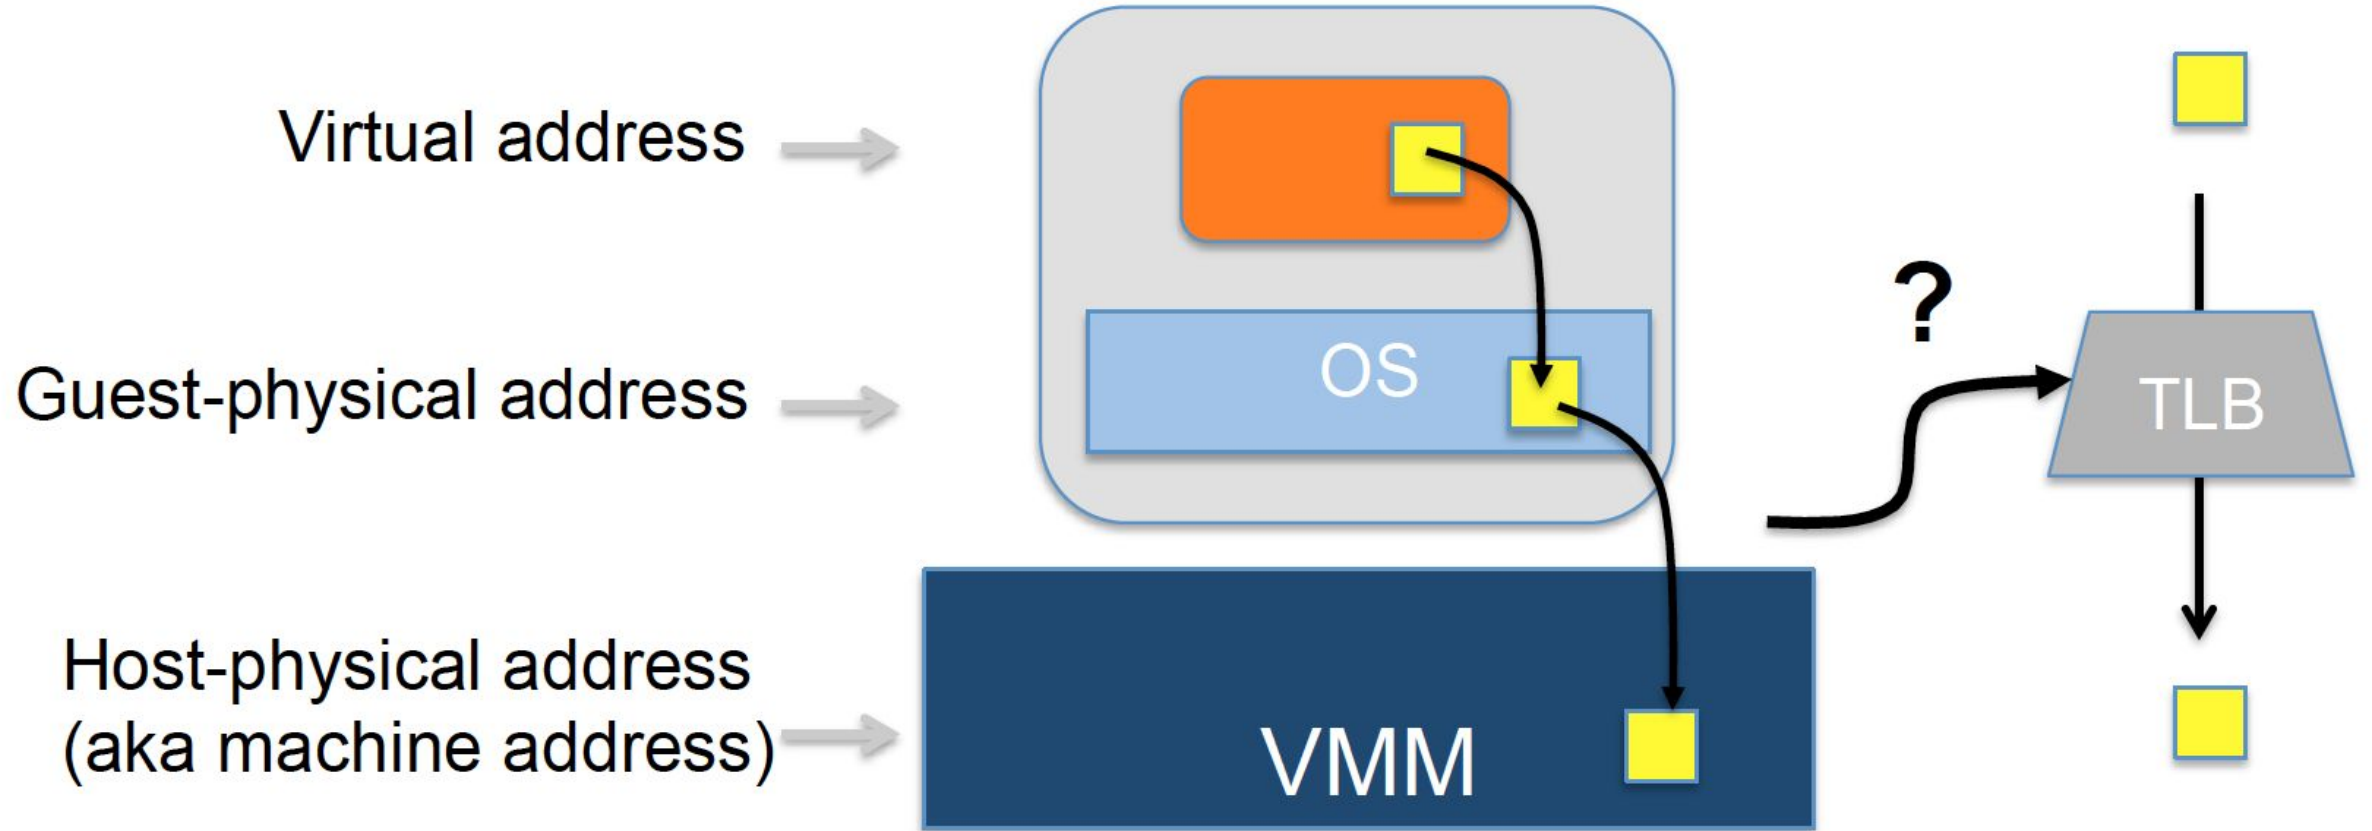 Virtual address
?
Guest-physical address
OS
TLB
Host-physical address
(aka machine address)
VMM